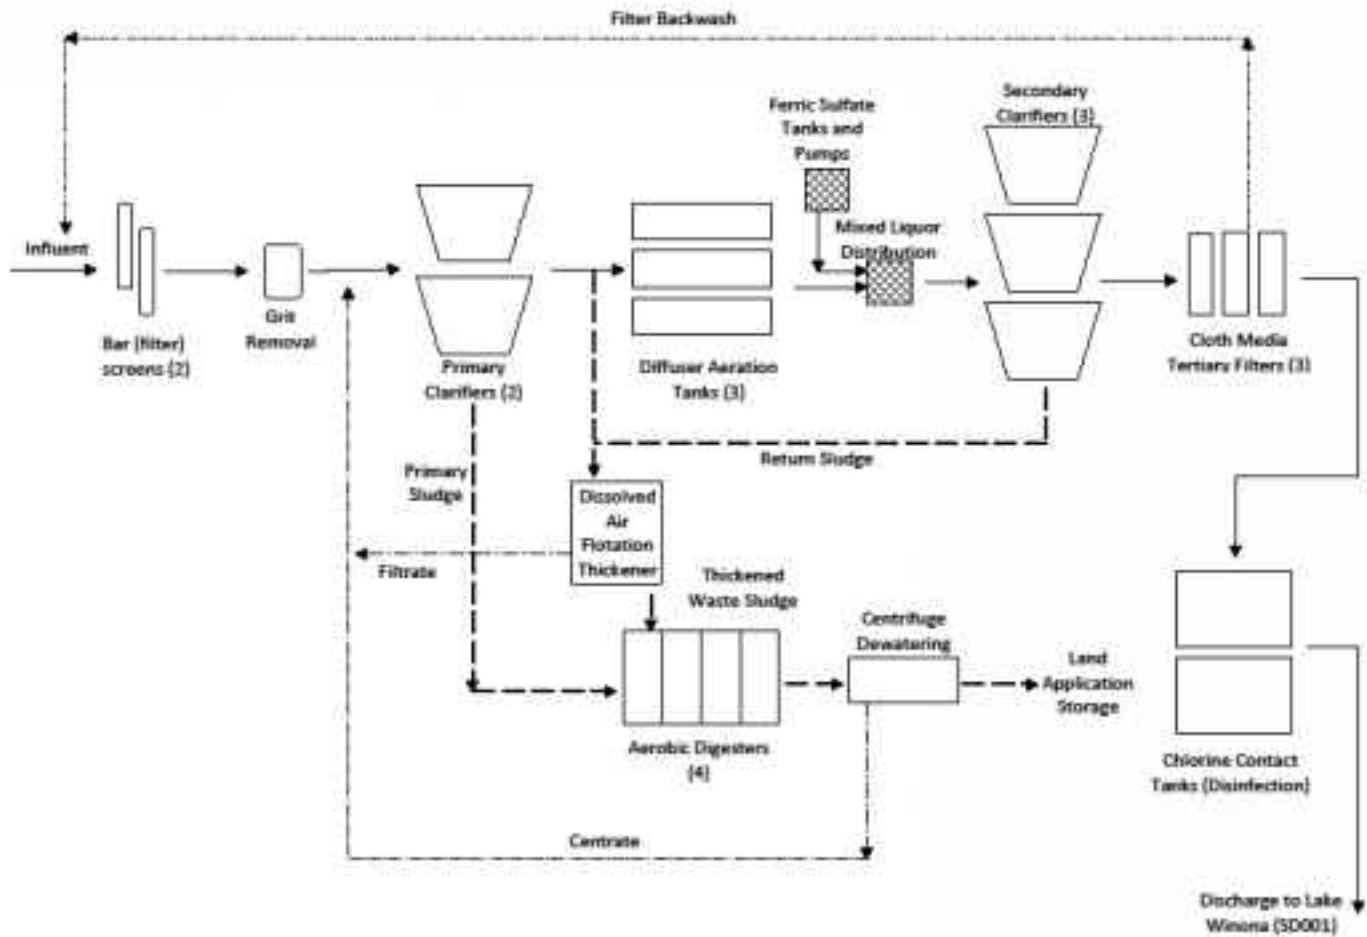 Filter Backwash
Secondary
Clarifiers (3)
Ferric Sulfate
Tanks and
Pumps
Mixed Liquor
Distribution
Influent
Bar (filter)
screens (2)
Grit
Removal
Primary
Clarifiers (2)
Diffuser Aeration
Tanks (3)
Cloth Media
Tertiary Filters (3)
Return Sludge
Primary
Sludge
Dissolved
Air
Flotation
Thickener
Filtrate
Thickened
Waste Sludge
Centrifuge
Dewatering
Land
Application
Storage
Aerobic Digesters
(4)
Chlorine Contact
Tanks (Disinfection)
Centrate
Discharge to Lake
Winona (SD001)